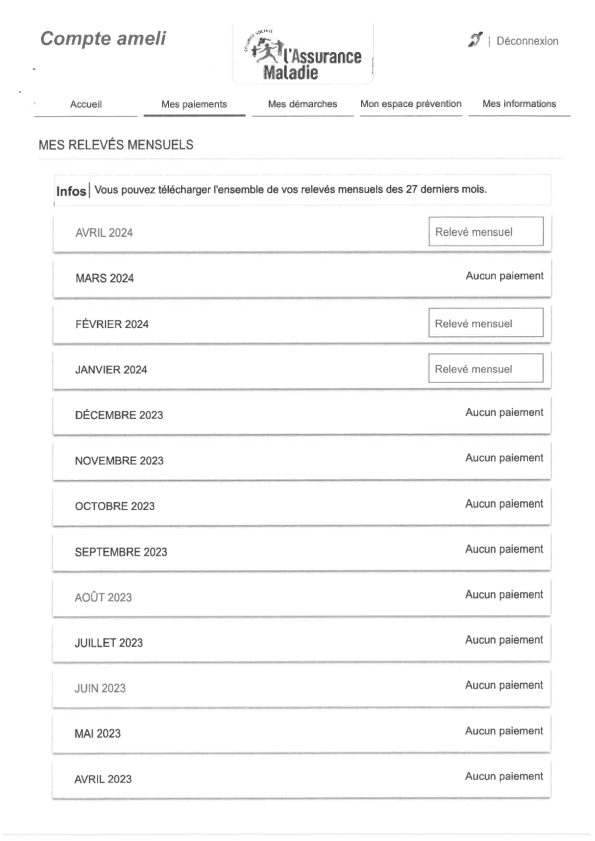 Compte ameli
SÉCURITÉ SOCIALE
l'Assurance
Maladie
| Déconnexion
Accueil
Mes paiements
Mes démarches
Mon espace prévention
Mes informations
MES RELEVÉS MENSUELS
Infos| Vous pouvez télécharger l'ensemble de vos relevés mensuels des 27 derniers mois.
AVRIL 2024 Relevé mensuel
MARS 2024 Aucun paiement
FÉVRIER 2024 Relevé mensuel
JANVIER 2024 Relevé mensuel
DÉCEMBRE 2023 Aucun paiement
NOVEMBRE 2023 Aucun paiement
OCTOBRE 2023 Aucun paiement
SEPTEMBRE 2023 Aucun paiement
AOÛT 2023 Aucun paiement
JUILLET 2023 Aucun paiement
JUIN 2023 Aucun paiement
MAI 2023 Aucun paiement
AVRIL 2023 Aucun paiement